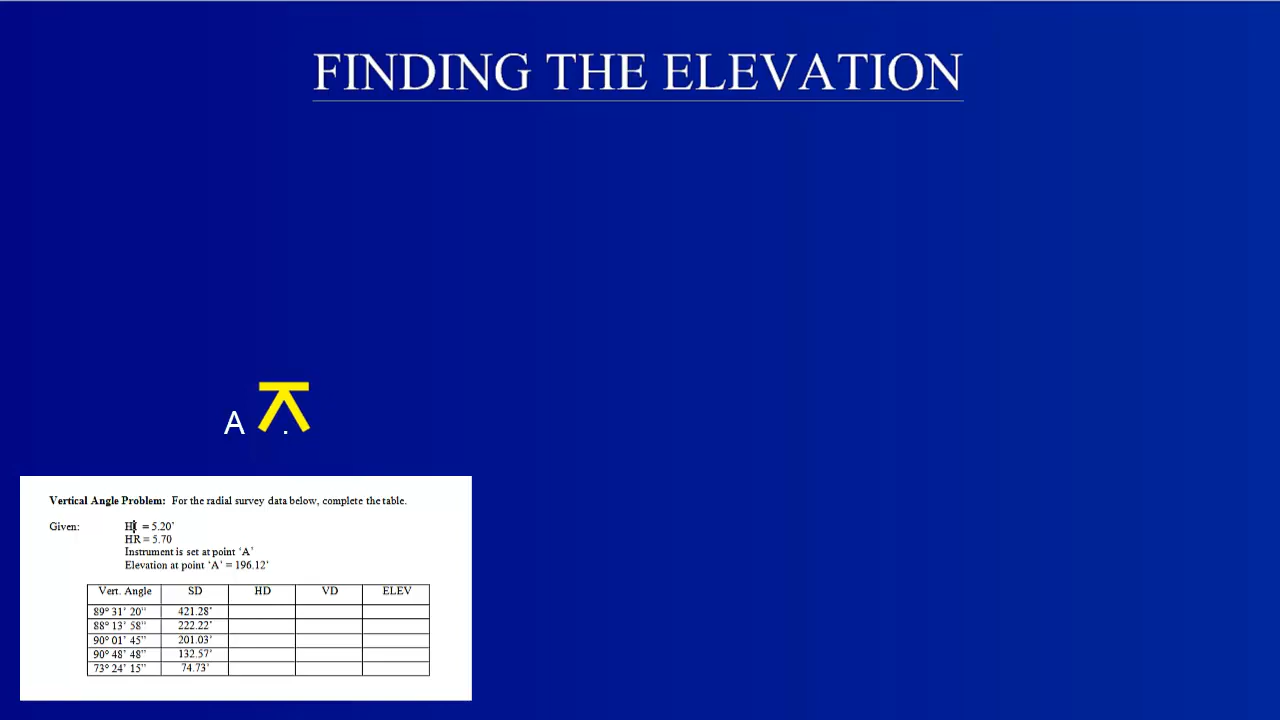 FINDING THE ELEVATION
A .
Vertical Angle Problem: For the radial survey data below, complete the table.
Given: HI = 5.20'
HR = 5.70
Instrument is set at point ‘A’
Elevation at point ‘A’ = 196.12’
Vert. Angle SD HD VD ELEV
89° 31’ 20” 421.28’
88° 13’ 58” 222.22’
90° 01’ 45” 201.03’
90° 48’ 48” 132.57’
73° 24’ 15” 74.73’